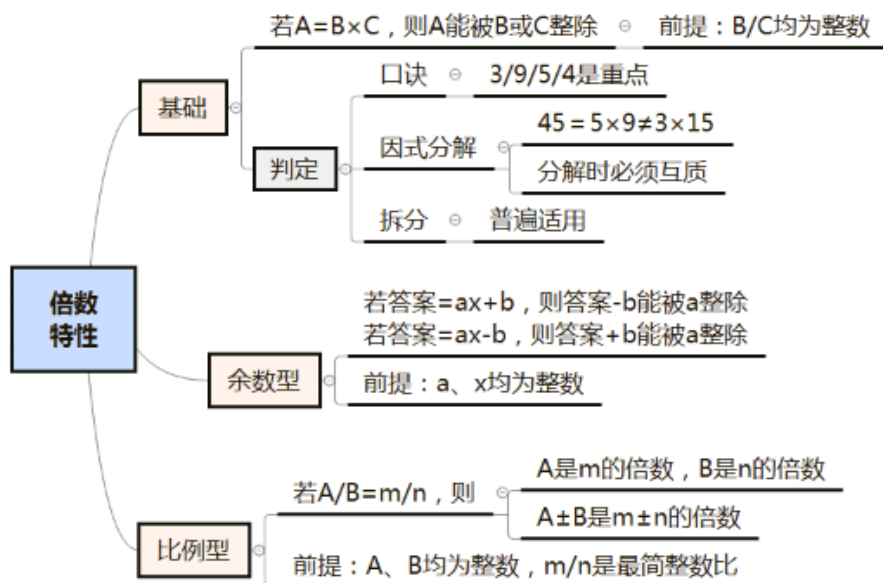 若A=B×C，则A能被B或C整除
前提：B/C均为整数
口诀
3/9/5/4是重点
基础
45＝5×9≠3×15
因式分解
判定
分解时必须互质
拆分
普遍适用
倍数
特性
若答案=ax+b，则答案-b能被a整除
若答案=ax-b，则答案+b能被a整除
余数型
前提：a、x均为整数
A是m的倍数，B是n的倍数
若A/B=m/n，则
A±B是m±n的倍数
比例型
前提：A、B均为整数，m/n是最简整数比